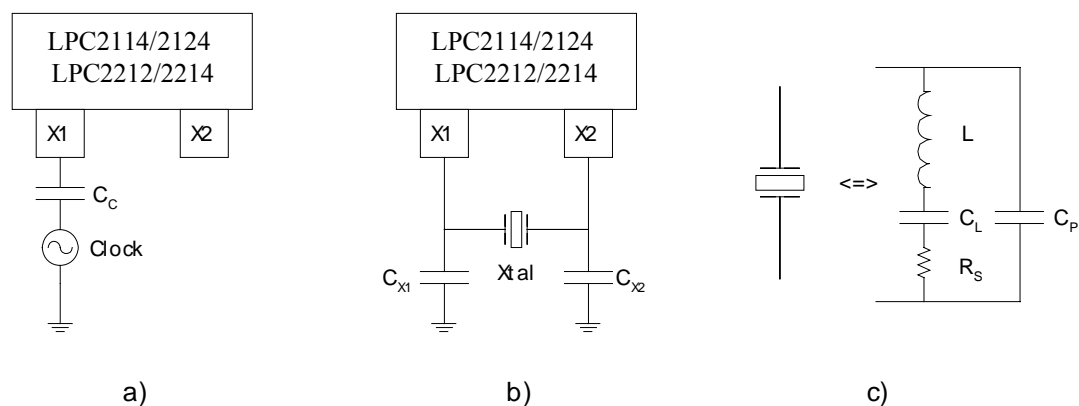 LPC2114/2124
LPC2212/2214
X1
X2
C_C
Clock
a)
LPC2114/2124
LPC2212/2214
X1
X2
Xtal
C_X1
C_X2
b)
<=>
L
C_L
C_P
R_S
c)